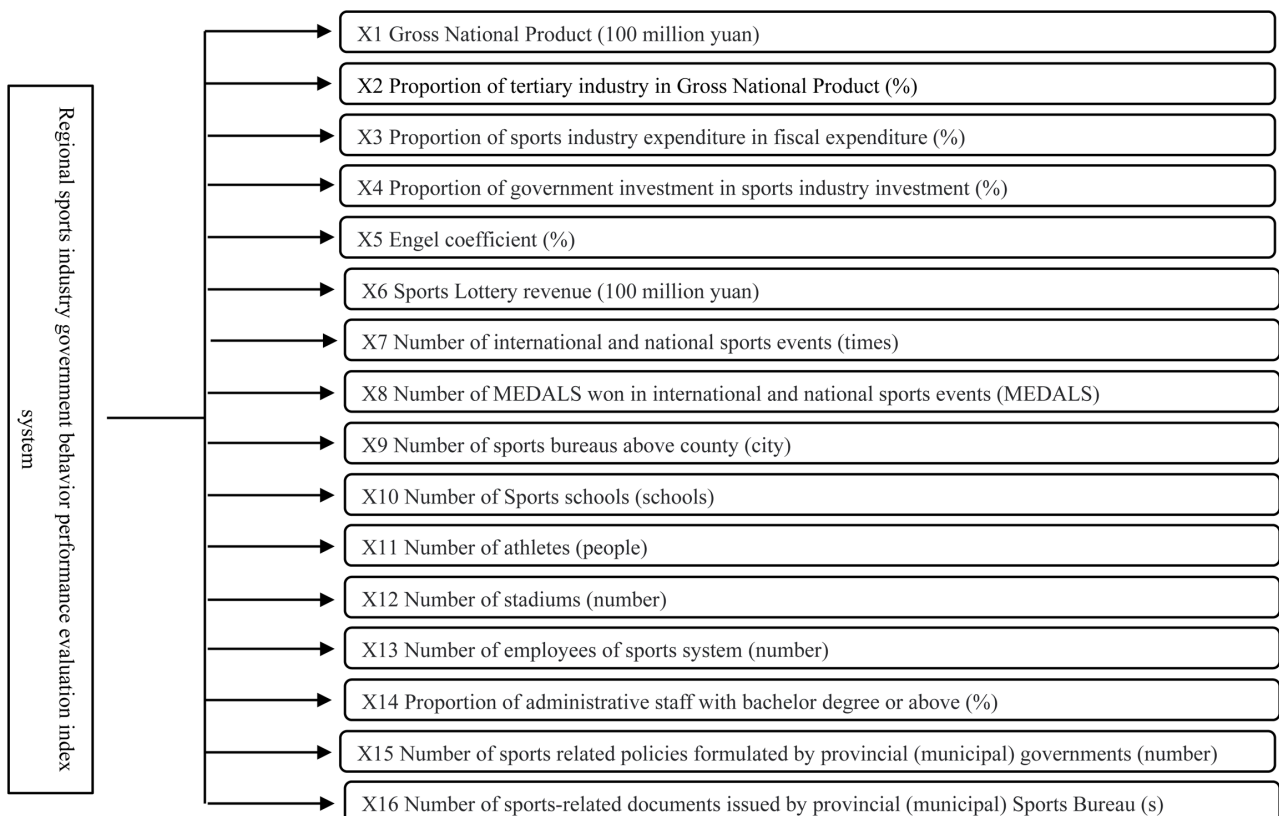 Regional sports industry government behavior performance evaluation index
system
X1 Gross National Product (100 million yuan)
X2 Proportion of tertiary industry in Gross National Product (%)
X3 Proportion of sports industry expenditure in fiscal expenditure (%)
X4 Proportion of government investment in sports industry investment (%)
X5 Engel coefficient (%)
X6 Sports Lottery revenue (100 million yuan)
X7 Number of international and national sports events (times)
X8 Number of MEDALS won in international and national sports events (MEDALS)
X9 Number of sports bureaus above county (city)
X10 Number of Sports schools (schools)
X11 Number of athletes (people)
X12 Number of stadiums (number)
X13 Number of employees of sports system (number)
X14 Proportion of administrative staff with bachelor degree or above (%)
X15 Number of sports related policies formulated by provincial (municipal) governments (number)
X16 Number of sports-related documents issued by provincial (municipal) Sports Bureau (s)